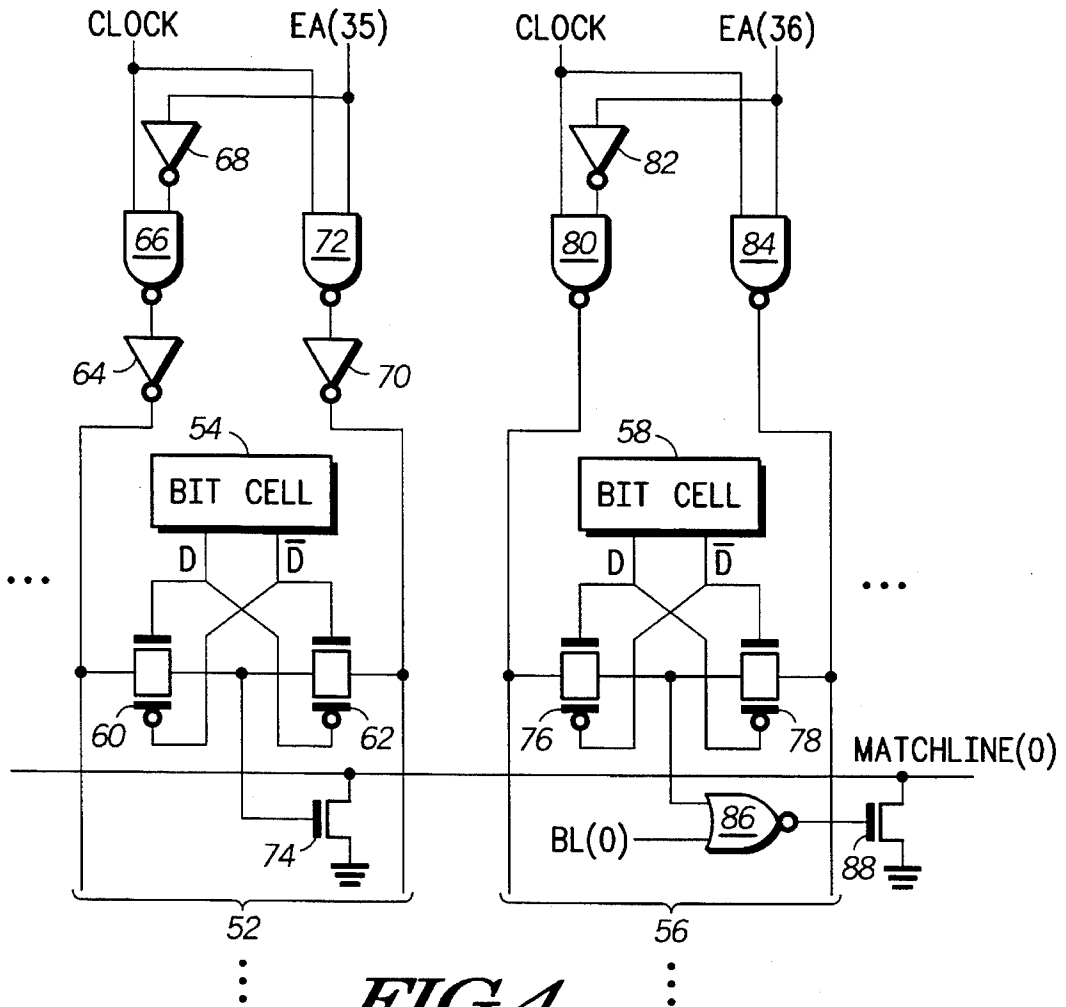 CLOCK EA(35) CLOCK EA(36)
68 82
66 72 80 84
64 70
54 58
BIT CELL BIT CELL
D D̅ D D̅
60 62 76 78
MATCHLINE(0)
74 BL(0) 86 88
52 56
FIG.4